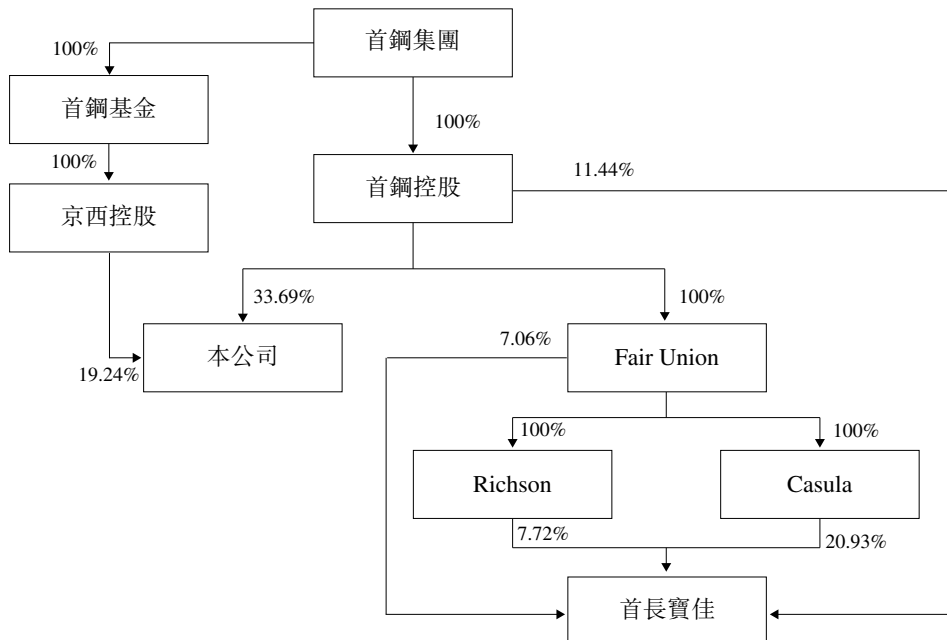 首鋼集團
100%
首鋼基金
100%
100%
首鋼控股
11.44%
京西控股
33.69%
100%
本公司
7.06%
Fair Union
19.24%
100%
100%
Richson
Casula
7.72%
20.93%
首長寶佳